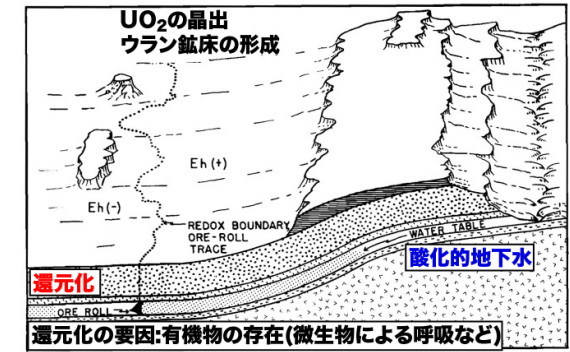 UO₂の晶出
ウラン鉱床の形成
Eh(+)
Eh(-)
REDOX BOUNDARY
ORE-ROLL
TRACE
WATER TABLE
酸化的地下水
還元化
ORE ROLL
還元化の要因:有機物の存在(微生物による呼吸など)